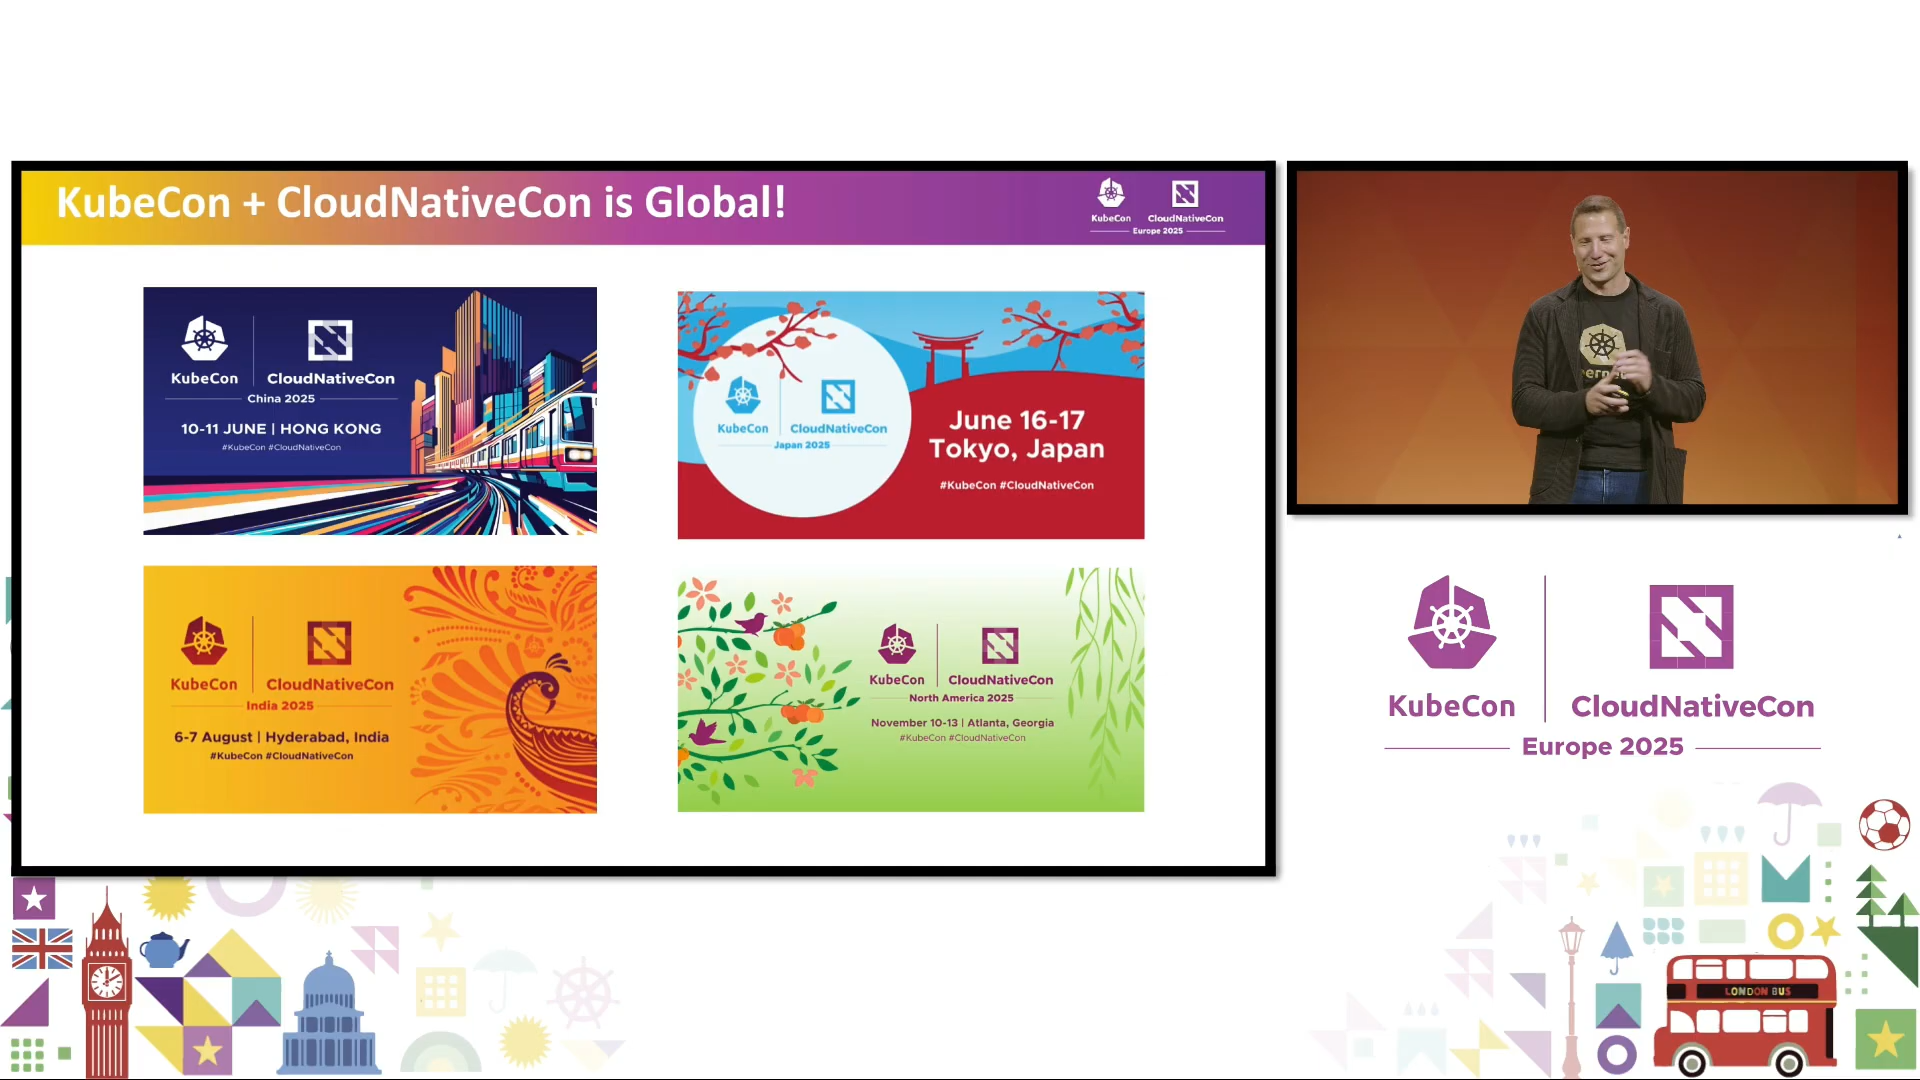 KubeCon + CloudNativeCon is Global!
KubeCon
CloudNativeCon
Europe 2025
KubeCon
CloudNativeCon
China 2025
10-11 JUNE | HONG KONG
#KubeCon #CloudNativeCon
KubeCon
CloudNativeCon
Japan 2025
June 16-17
Tokyo, Japan
#KubeCon #CloudNativeCon
KubeCon
CloudNativeCon
India 2025
6-7 August | Hyderabad, India
#KubeCon #CloudNativeCon
KubeCon
CloudNativeCon
North America 2025
November 10-13 | Atlanta, Georgia
#KubeCon #CloudNativeCon
KubeCon
CloudNativeCon
Europe 2025
LONDON BUS